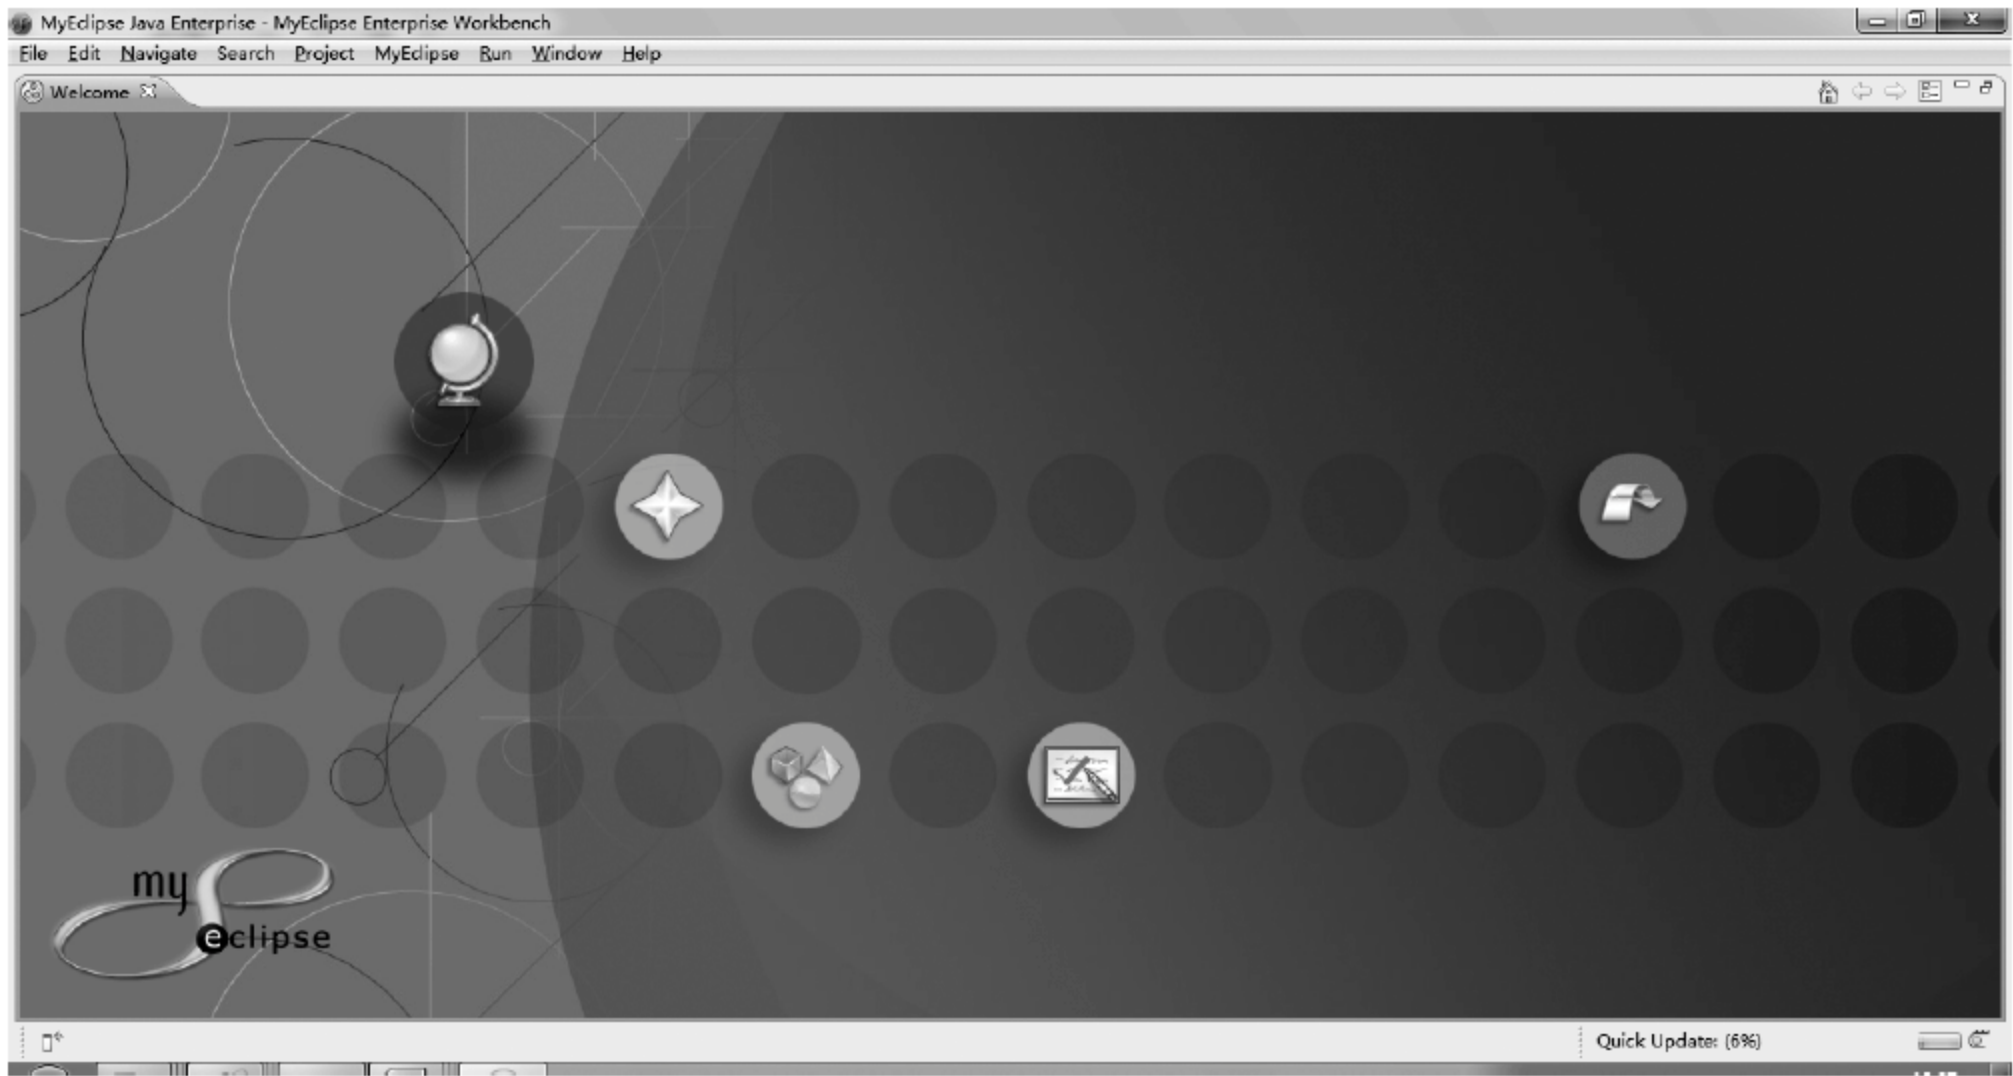 MyEclipse Java Enterprise - MyEclipse Enterprise Workbench
File Edit Navigate Search Project MyEclipse Run Window Help
Welcome
my
eclipse
Quick Update: (6%)